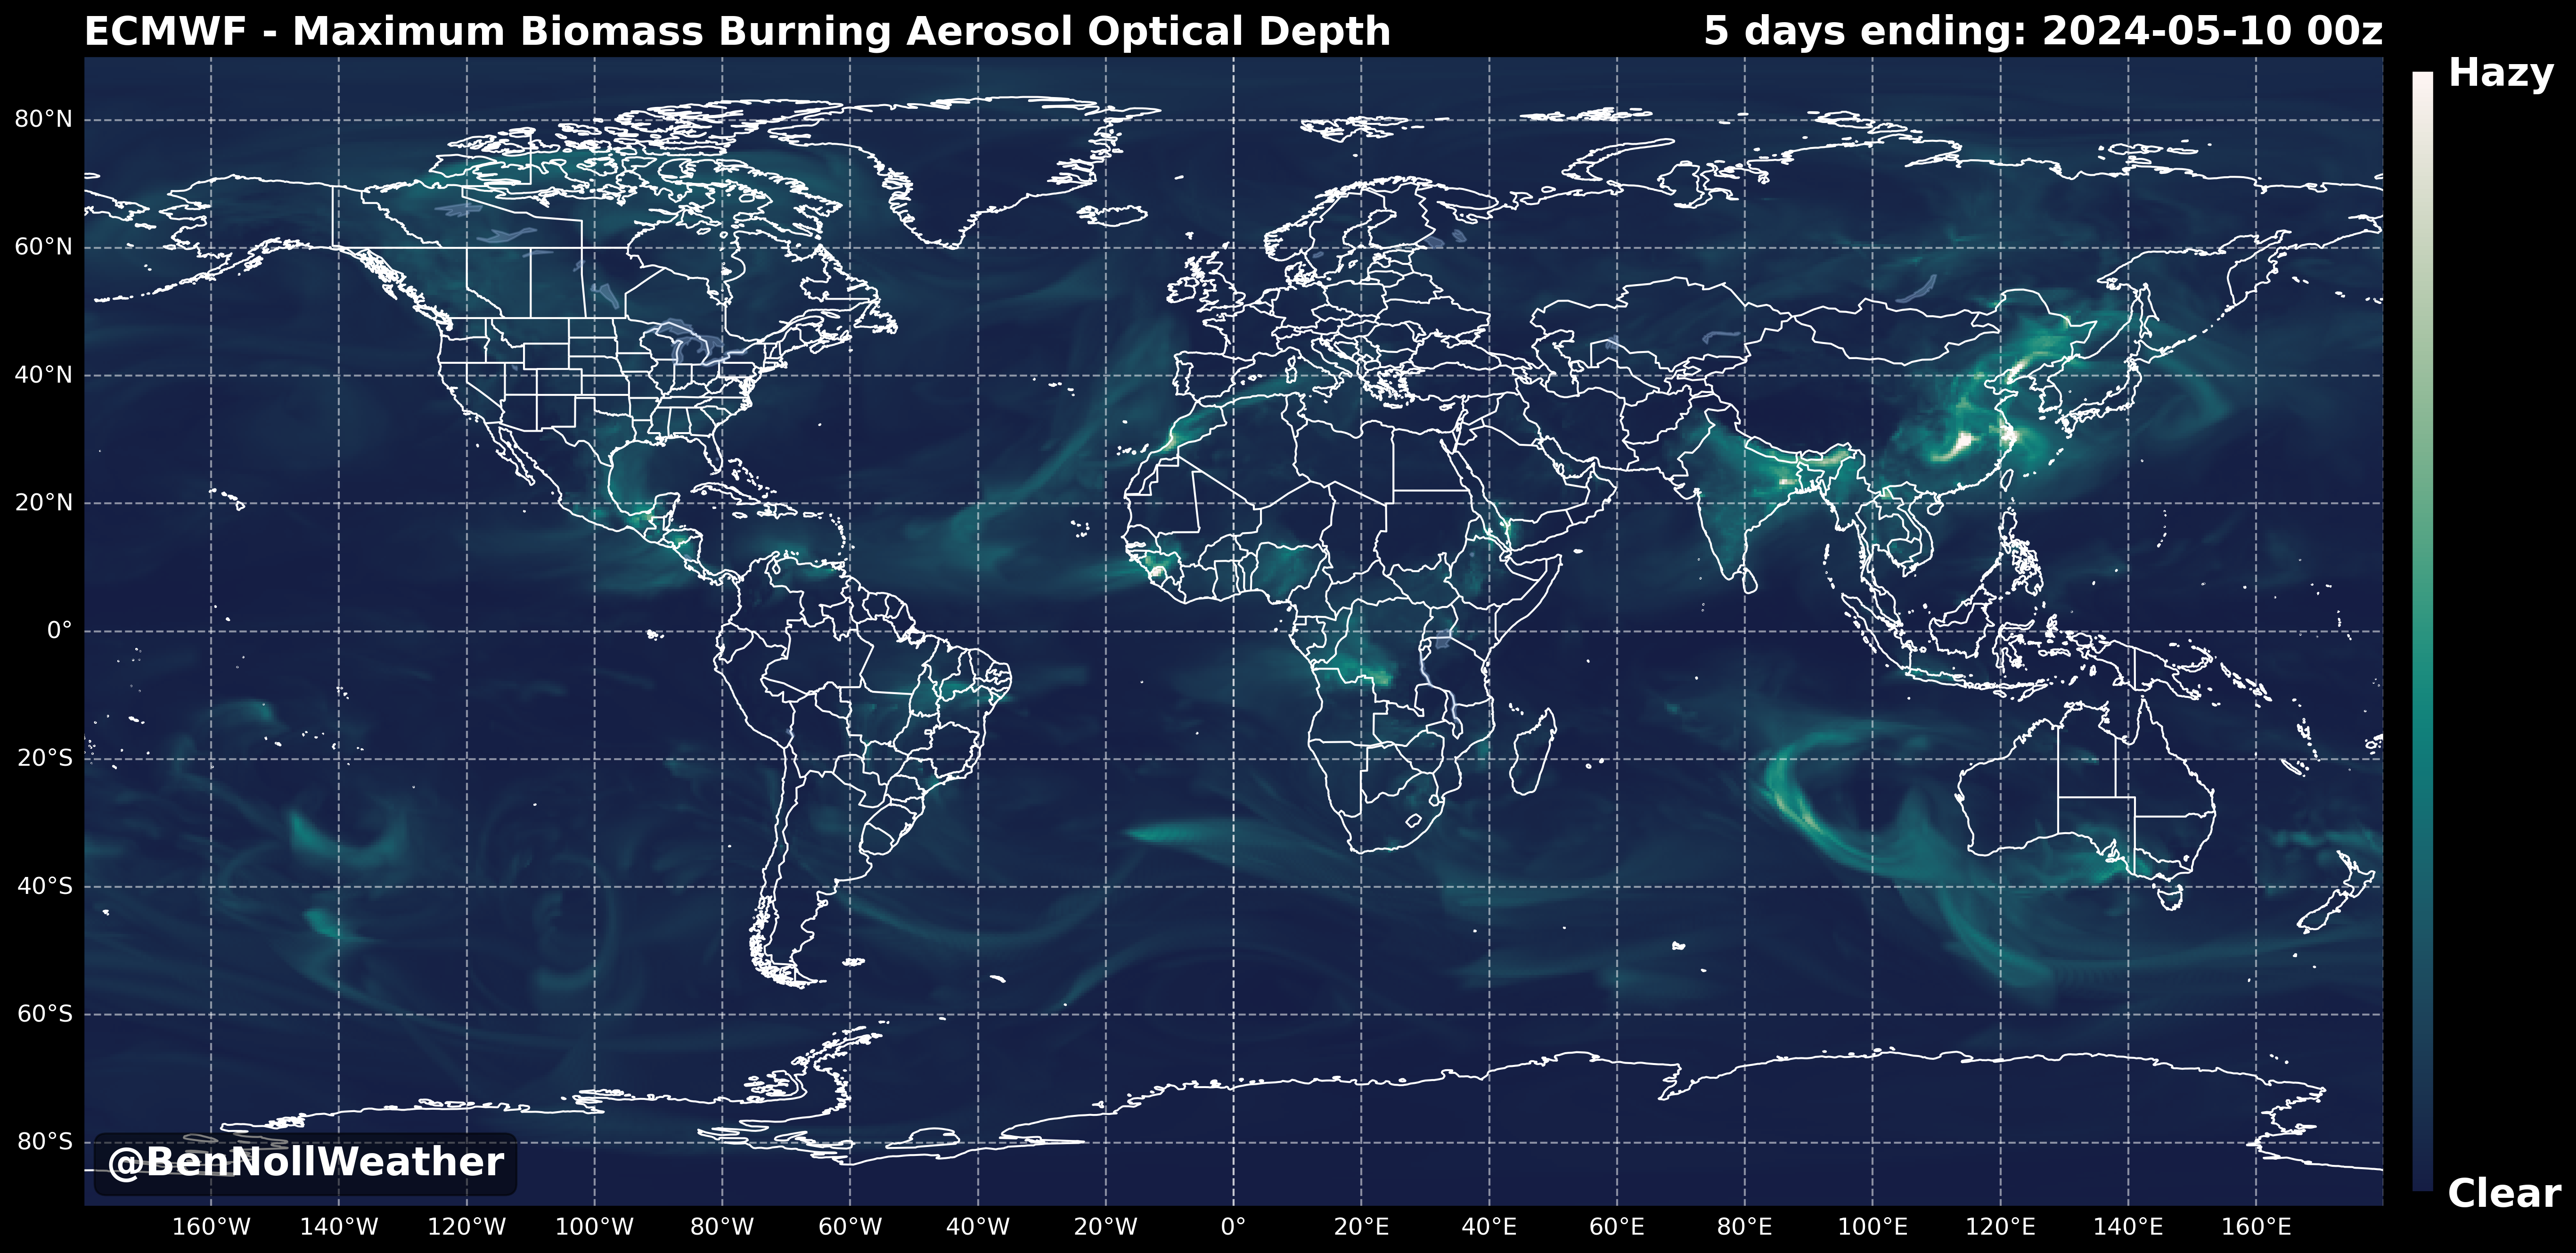 ECMWF - Maximum Biomass Burning Aerosol Optical Depth
5 days ending: 2024-05-10 00z
Hazy
80°N
60°N
40°N
20°N
0°
20°S
40°S
60°S
80°S
@BenNollWeather
Clear
160°W 140°W 120°W 100°W 80°W 60°W 40°W 20°W 0° 20°E 40°E 60°E 80°E 100°E 120°E 140°E 160°E